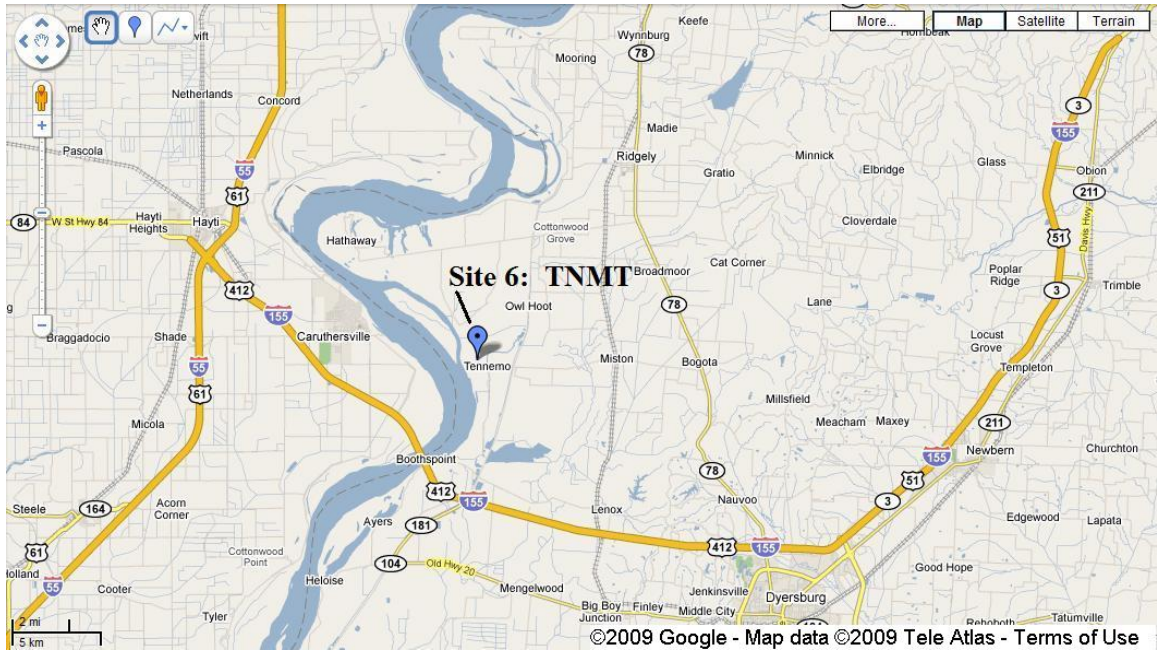 Keefe
More...
Map
Satellite
Terrain
Wynnburg
78
Mooring
Netherlands
Concord
3
155
Madie
Pascola
Ridgely
Minnick
Glass
55
Gratio
Elbridge
Obion
61
211
84
W St Hwy 84
Hayti
Heights
Hayti
Cloverdale
Davis Hwy
Cottonwood
Grove
Hathaway
51
Cat Corner
Broadmoor
Poplar
Ridge
Site 6: TNMT
412
3
Trimble
Lane
78
Owl Hoot
155
Braggadocio
Shade
Caruthersville
Locust
Grove
55
Tennemo
Miston
Bogota
Templeton
61
Millsfield
Micola
Meacham
Maxey
211
Churchton
Newbern
155
Boothspoint
78
51
412
Nauvoo
155
3
Steele
164
Acorn
Corner
Lenox
Ayers
181
Edgewood
Lapata
61
Cottonwood
Point
412
155
104
Old Hwy 20
Good Hope
Holland
55
Cooter
Heloise
Mengelwood
Jenkinsville
Dyersburg
Tyler
Big Boy
Junction
Finley
Middle City
Tatumville
2 mi
5 km
©2009 Google - Map data ©2009 Tele Atlas - Terms of Use